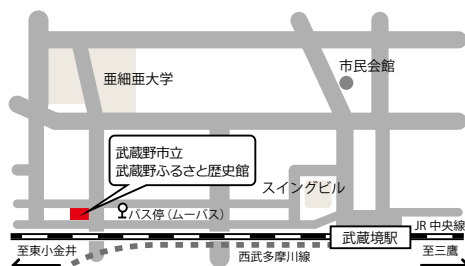 亜細亜大学
市民会館
武蔵野市立
武蔵野ふるさと歴史館
スイングビル
バス停（ムーバス）
JR 中央線
武蔵境駅
至東小金井
西武多摩川線
至三鷹